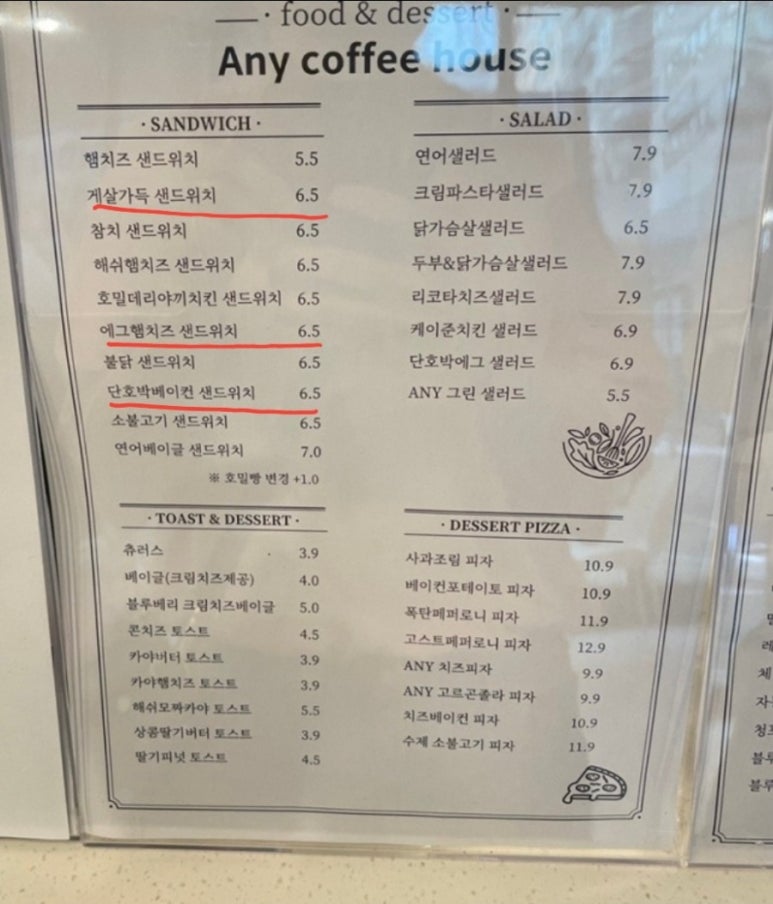 food & dessert
Any coffee house
· SANDWICH ·
햄치즈 샌드위치 5.5
게살가득 샌드위치 6.5
참치 샌드위치 6.5
해쉬햄치즈 샌드위치 6.5
호밀데리야끼치킨 샌드위치 6.5
에그햄치즈 샌드위치 6.5
불닭 샌드위치 6.5
단호박베이컨 샌드위치 6.5
소불고기 샌드위치 6.5
연어베이글 샌드위치 7.0
※ 호밀빵 변경 +1.0
· SALAD ·
연어샐러드 7.9
크림파스타샐러드 7.9
닭가슴살샐러드 6.5
두부&닭가슴살샐러드 7.9
리코타치즈샐러드 7.9
케이준치킨 샐러드 6.9
단호박에그 샐러드 6.9
ANY 그린 샐러드 5.5
· TOAST & DESSERT ·
츄러스 3.9
베이글(크림치즈제공) 4.0
블루베리 크림치즈베이글 5.0
콘치즈 토스트 4.5
카야버터 토스트 3.9
카야햄치즈 토스트 3.9
해쉬모짜카야 토스트 5.5
상콤딸기버터 토스트 3.9
딸기피넛 토스트 4.5
· DESSERT PIZZA ·
사과조림 피자 10.9
베이컨포테이토 피자 10.9
폭탄페퍼로니 피자 11.9
고스트페퍼로니 피자 12.9
ANY 치즈피자 9.9
ANY 고르곤졸라 피자 9.9
치즈베이컨 피자 10.9
수제 소불고기 피자 11.9